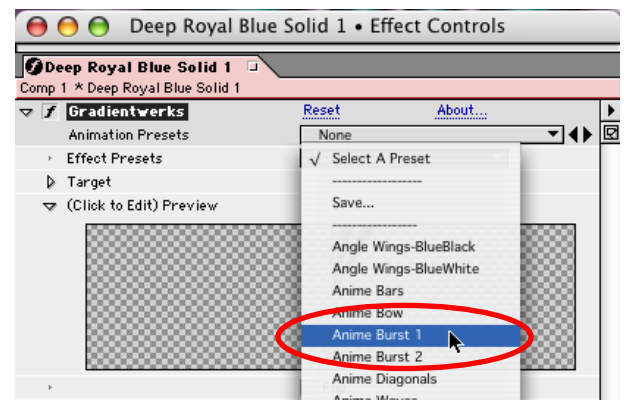 Deep Royal Blue Solid 1 • Effect Controls
Deep Royal Blue Solid 1
Comp 1 * Deep Royal Blue Solid 1
Gradientwerks Reset About...
Animation Presets None
Effect Presets √ Select A Preset
--------------------
Target
Save...
(Click to Edit) Preview
--------------------
Angle Wings-BlueBlack
Angle Wings-BlueWhite
Anime Bars
Anime Bow
Anime Burst 1
Anime Burst 2
Anime Diagonals
Anime Waves